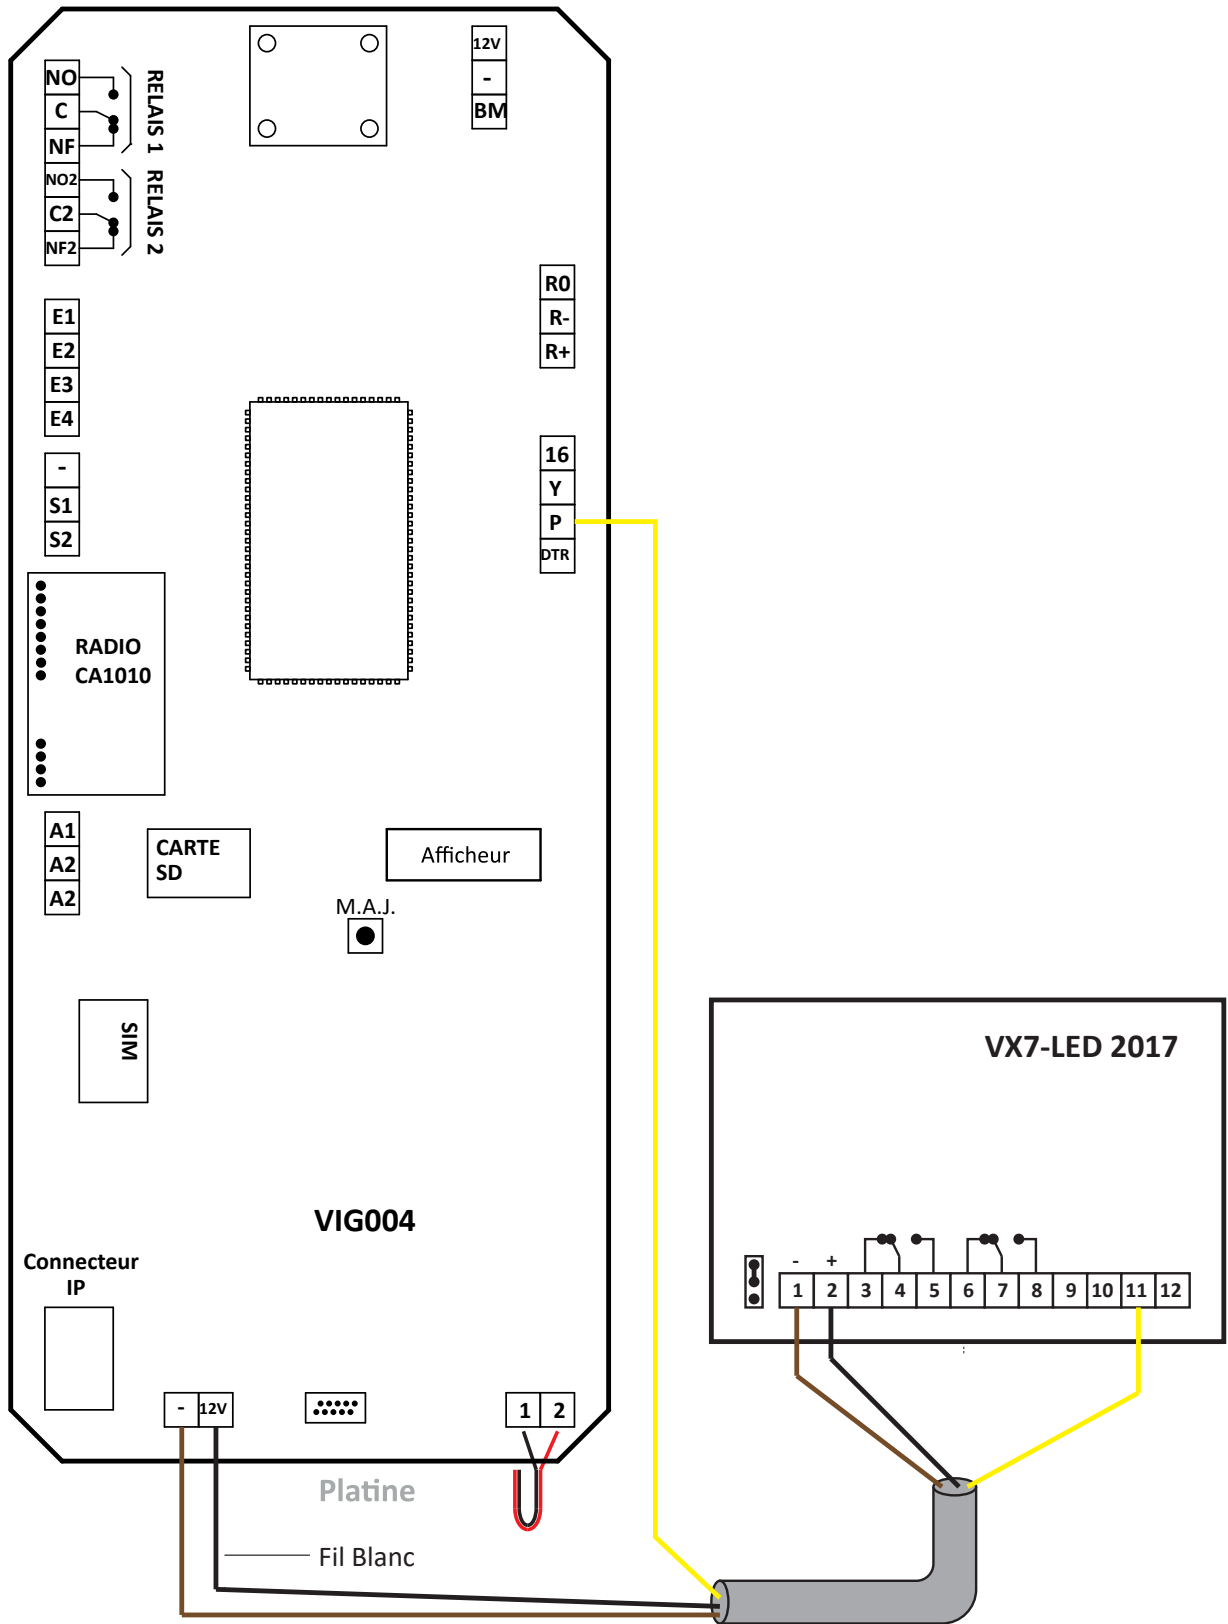 12V
-
BM
NO
C
NF
NO2
C2
NF2
RELAIS 1
RELAIS 2
R0
R-
R+
E1
E2
E3
E4
16
Y
P
DTR
-
S1
S2
RADIO
CA1010
A1
A2
A2
CARTE
SD
Afficheur
M.A.J.
SIM
VX7-LED 2017
VIG004
Connecteur
IP
- +
1 2 3 4 5 6 7 8 9 10 11 12
- 12V
1 2
Platine
Fil Blanc